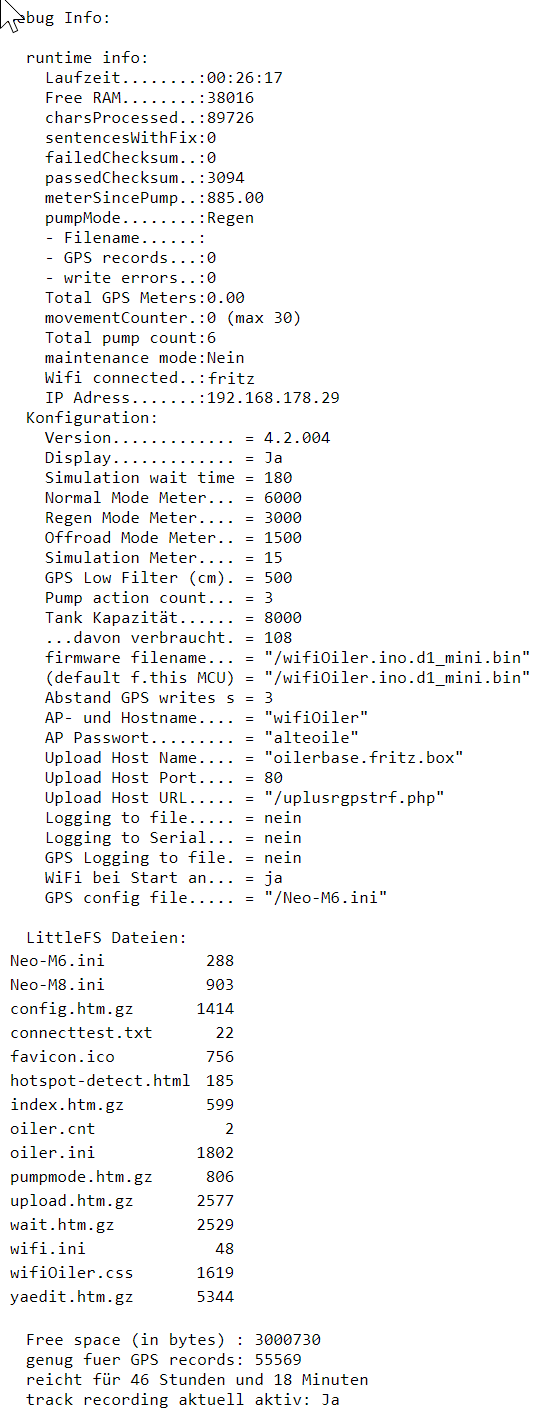 ebug Info:
runtime info:
Laufzeit........:00:26:17
Free RAM........:38016
charsProcessed..:89726
sentencesWithFix:0
failedChecksum..:0
passedChecksum..:3094
meterSincePump..:885.00
pumpMode........:Regen
- Filename......:
- GPS records...:0
- write errors..:0
Total GPS Meters:0.00
movementCounter.:0 (max 30)
Total pump count:6
maintenance mode:Nein
Wifi connected..:fritz
IP Adress.......:192.168.178.29
Konfiguration:
Version............. = 4.2.004
Display............. = Ja
Simulation wait time = 180
Normal Mode Meter... = 6000
Regen Mode Meter.... = 3000
Offroad Mode Meter.. = 1500
Simulation Meter.... = 15
GPS Low Filter (cm). = 500
Pump action count... = 3
Tank Kapazität...... = 8000
...davon verbraucht. = 108
firmware filename... = "/wifiOiler.ino.d1_mini.bin"
(default f.this MCU) = "/wifiOiler.ino.d1_mini.bin"
Abstand GPS writes s = 3
AP- und Hostname.... = "wifiOiler"
AP Passwort......... = "alteoile"
Upload Host Name.... = "oilerbase.fritz.box"
Upload Host Port.... = 80
Upload Host URL..... = "/uplusrgpstrf.php"
Logging to file..... = nein
Logging to Serial... = nein
GPS Logging to file. = nein
WiFi bei Start an... = ja
GPS config file..... = "/Neo-M6.ini"
LittleFS Dateien:
Neo-M6.ini 288
Neo-M8.ini 903
config.htm.gz 1414
connecttest.txt 22
favicon.ico 756
hotspot-detect.html 185
index.htm.gz 599
oiler.cnt 2
oiler.ini 1802
pumpmode.htm.gz 806
upload.htm.gz 2577
wait.htm.gz 2529
wifi.ini 48
wifiOiler.css 1619
yaedit.htm.gz 5344
Free space (in bytes) : 3000730
genug fuer GPS records: 55569
reicht für 46 Stunden und 18 Minuten
track recording aktuell aktiv: Ja